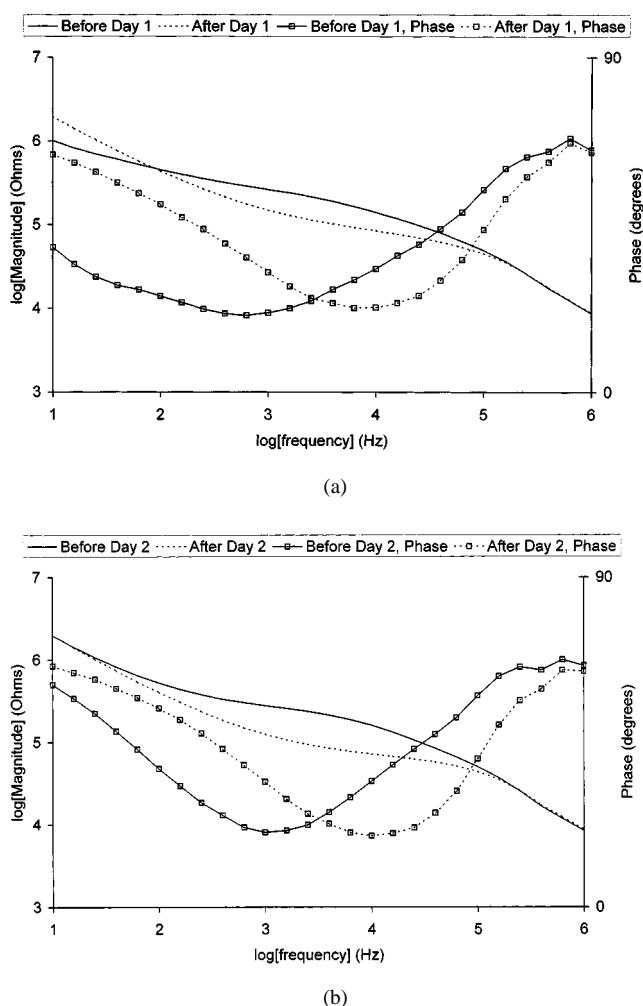 Before Day 1 After Day 1 Before Day 1, Phase After Day 1, Phase
7 90
6
5
4
3 0
1 2 3 4 5 6
log[Magnitude] (Ohms)
Phase (degrees)
log[frequency] (Hz)
(a)
Before Day 2 After Day 2 Before Day 2, Phase After Day 2, Phase
7 90
6
5
4
3 0
1 2 3 4 5 6
log[Magnitude] (Ohms)
Phase (degrees)
log[frequency] (Hz)
(b)